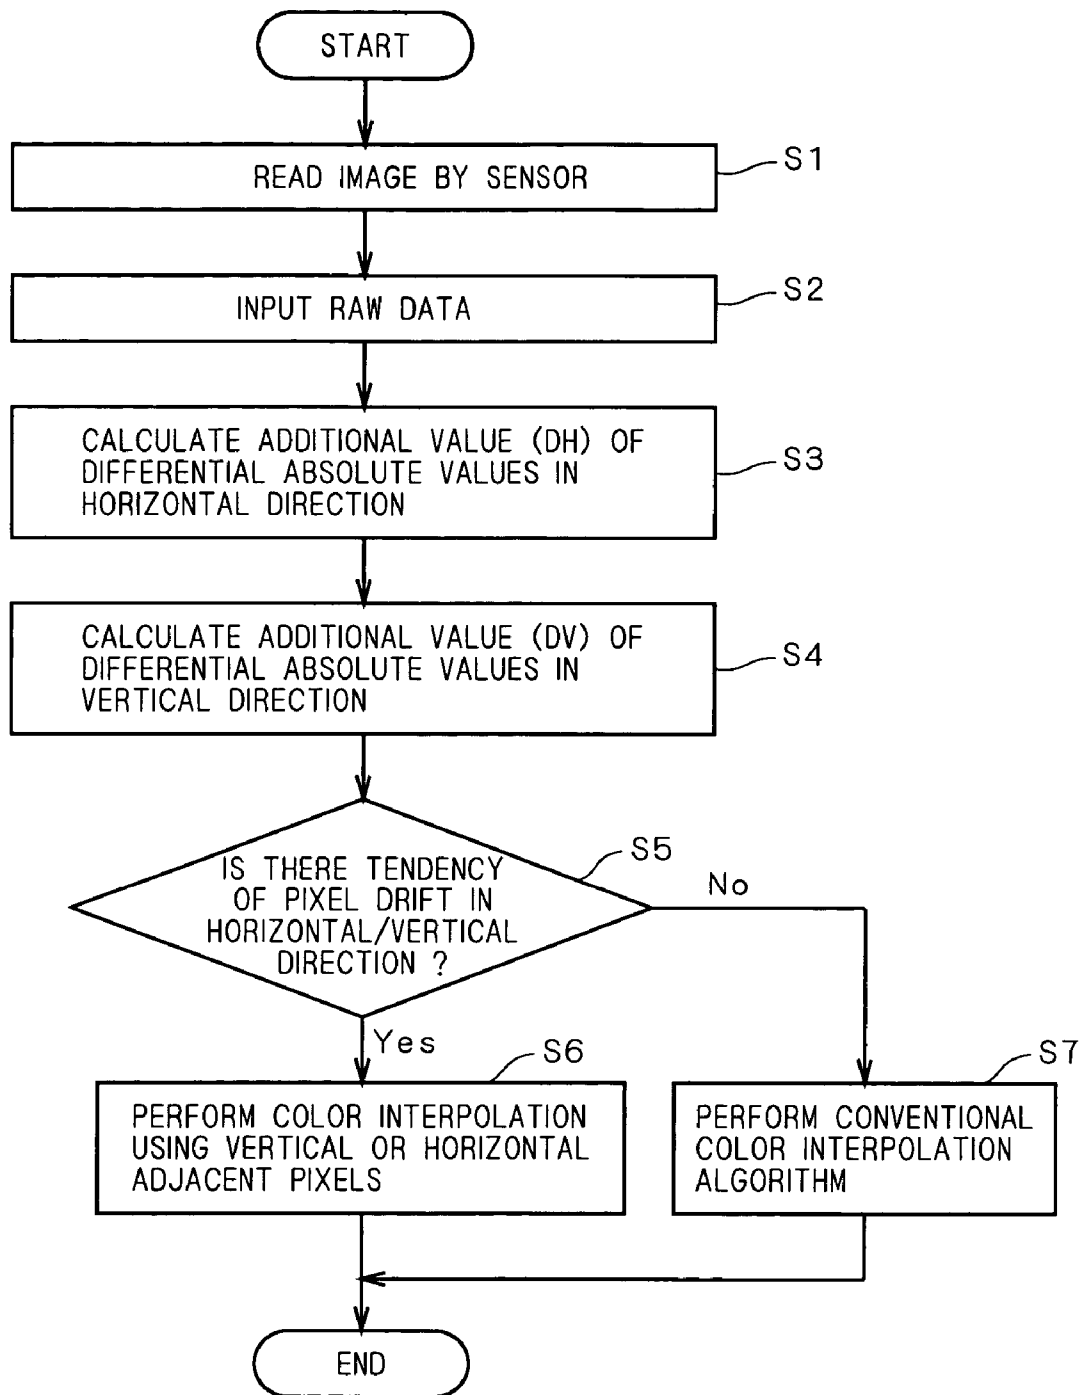 START
READ IMAGE BY SENSOR
S1
INPUT RAW DATA
S2
CALCULATE ADDITIONAL VALUE (DH) OF
DIFFERENTIAL ABSOLUTE VALUES IN
HORIZONTAL DIRECTION
S3
CALCULATE ADDITIONAL VALUE (DV) OF
DIFFERENTIAL ABSOLUTE VALUES IN
VERTICAL DIRECTION
S4
IS THERE TENDENCY
OF PIXEL DRIFT IN
HORIZONTAL/VERTICAL
DIRECTION ?
S5
No
Yes
S6
PERFORM COLOR INTERPOLATION
USING VERTICAL OR HORIZONTAL
ADJACENT PIXELS
S7
PERFORM CONVENTIONAL
COLOR INTERPOLATION
ALGORITHM
END